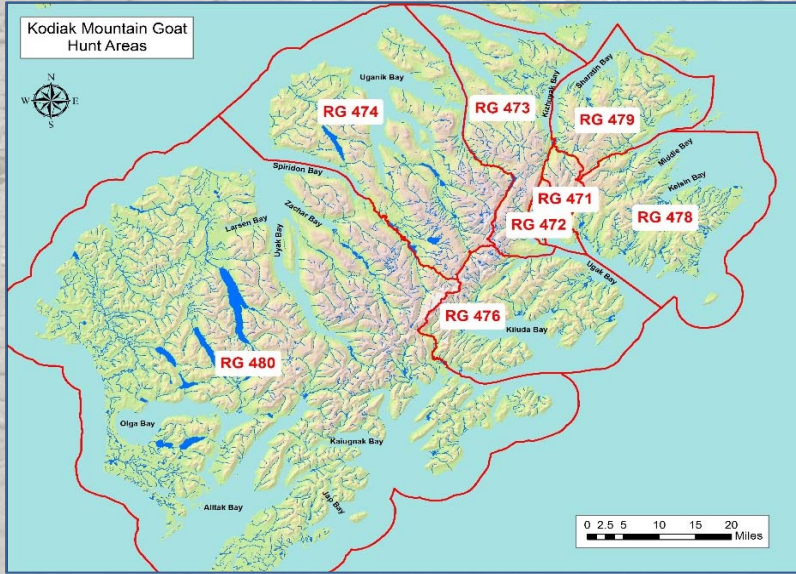 Kodiak Mountain Goat
Hunt Areas
N
W E
S
Uganik Bay
RG 474
RG 473
Kizhuyak Bay
Sharatin Bay
RG 479
Middle Bay
Kelsin Bay
RG 471
RG 472
RG 478
Spiridon Bay
Zachar Bay
Larsen Bay
Uyak Bay
Ugak Bay
RG 476
Kiluda Bay
RG 480
Olga Bay
Kaiugnak Bay
Alitak Bay
Jap Bay
0 2.5 5 10 15 20
Miles